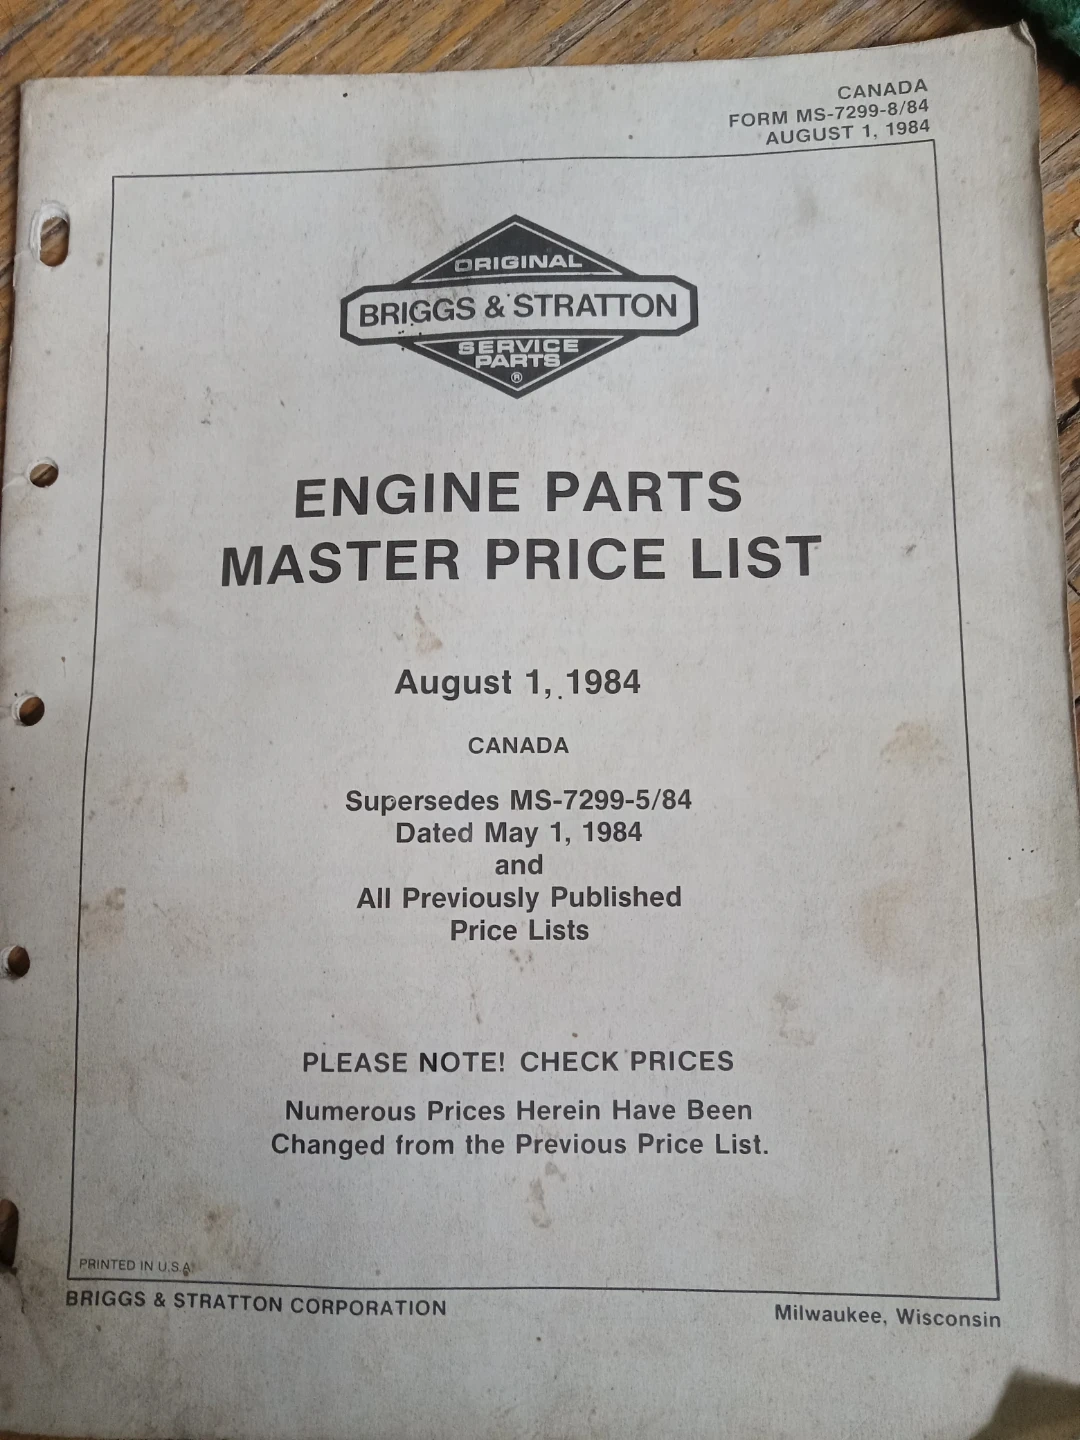 CANADA
FORM MS-7299-8/84
AUGUST 1, 1984
ORIGINAL
BRIGGS & STRATTON
SERVICE
PARTS
®
ENGINE PARTS
MASTER PRICE LIST
August 1, 1984
CANADA
Supersedes MS-7299-5/84
Dated May 1, 1984
and
All Previously Published
Price Lists
PLEASE NOTE! CHECK PRICES
Numerous Prices Herein Have Been
Changed from the Previous Price List.
PRINTED IN U.S.A.
BRIGGS & STRATTON CORPORATION
Milwaukee, Wisconsin